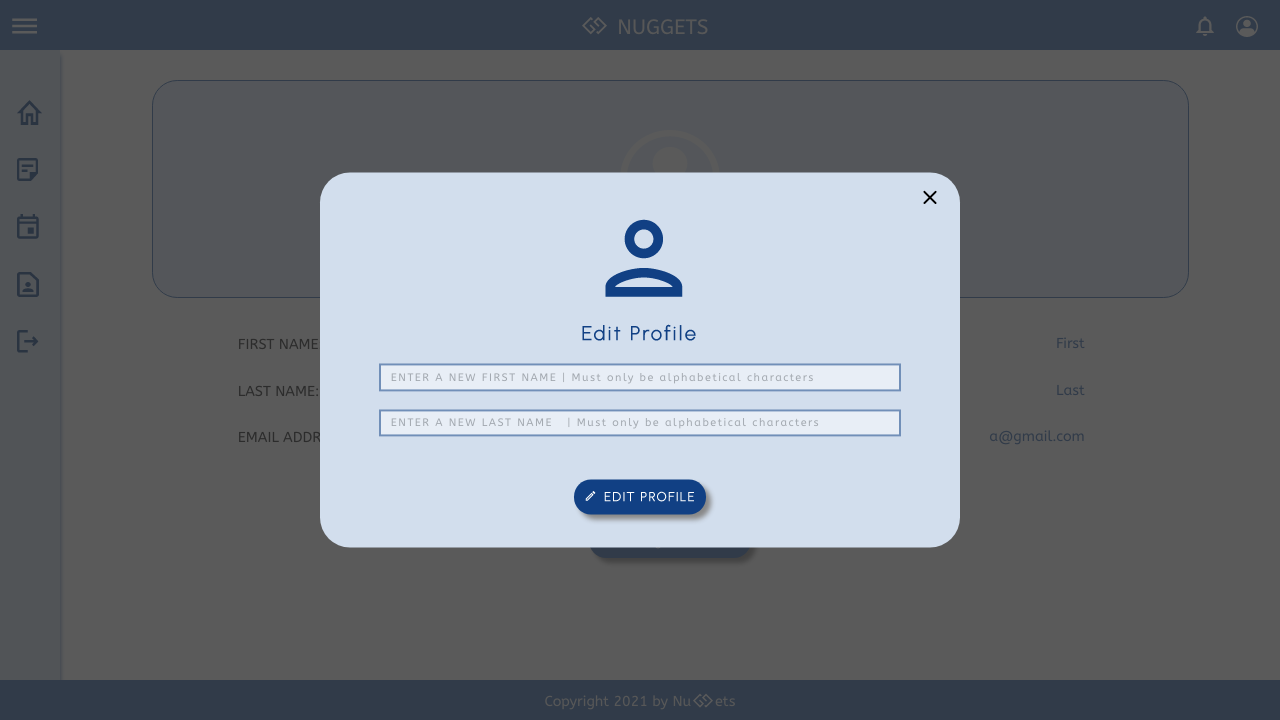 NUGGETS
Edit Profile
ENTER A NEW FIRST NAME | Must only be alphabetical characters
ENTER A NEW LAST NAME | Must only be alphabetical characters
EDIT PROFILE
FIRST NAME
First
LAST NAME:
Last
EMAIL ADDR
a@gmail.com
Copyright 2021 by Nu ets